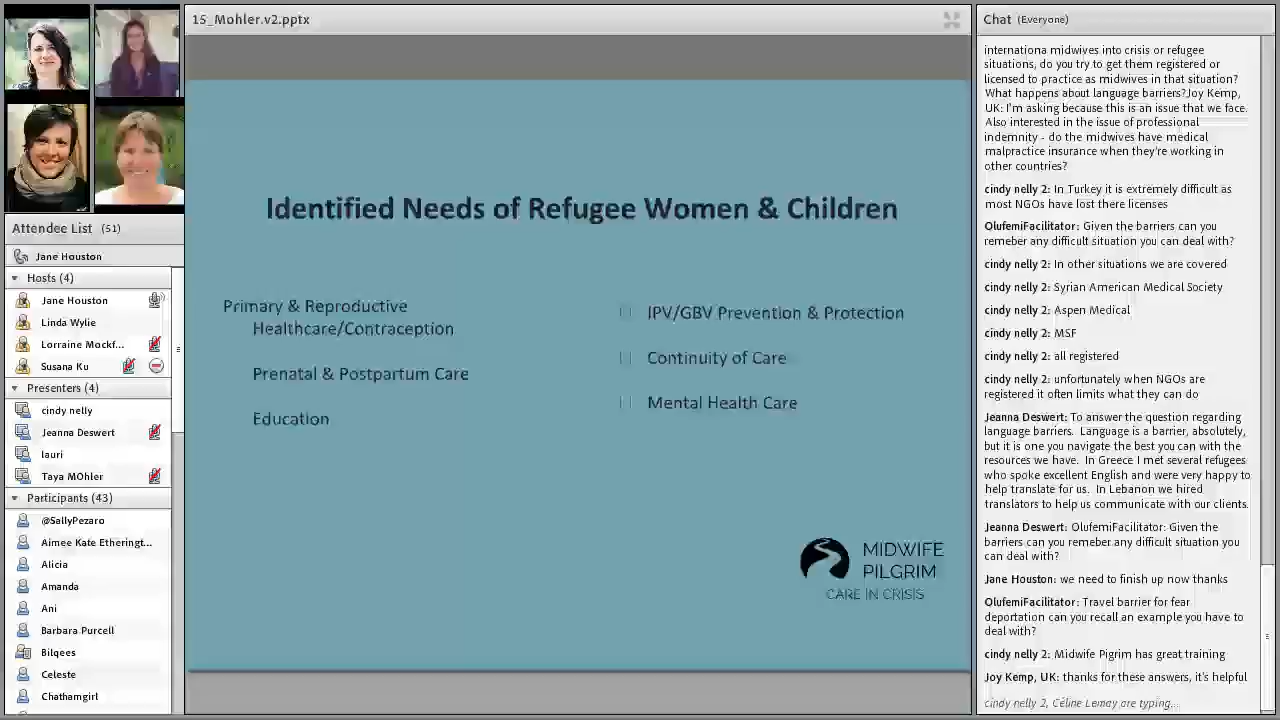 15_Mohler.v2.pptx
Identified Needs of Refugee Women & Children
Primary & Reproductive
Healthcare/Contraception
Prenatal & Postpartum Care
Education
IPV/GBV Prevention & Protection
Continuity of Care
Mental Health Care
MIDWIFE
PILGRIM
CARE IN CRISIS
Attendee List (51)
Jane Houston
Hosts (4)
Jane Houston
Linda Wylie
Lorraine Mockf...
Susana Ku
Presenters (4)
cindy nelly
Jeanna Deswert
lauri
Taya MOhler
Participants (43)
@SallyPezaro
Aimee Kate Etheringt...
Alicia
Amanda
Ani
Barbara Purcell
Bilqees
Celeste
Chathamgirl
Chat (Everyone)
internationa midwives into crisis or refugee
situations, do you try to get them registered or
licensed to practice as midwives in that situation?
What happens about language barriers?Joy Kemp,
UK: I'm asking because this is an issue that we face.
Also interested in the issue of professional
indemnity - do the midwives have medical
malpractice insurance when they're working in
other countries?
cindy nelly 2: In Turkey it is extremely difficult as
most NGOs have lost there licenses
OlufemiFacilitator: Given the barriers can you
remeber any difficult situation you can deal with?
cindy nelly 2: In other situations we are covered
cindy nelly 2: Syrian American Medical Society
cindy nelly 2: Aspen Medical
cindy nelly 2: MSF
cindy nelly 2: all registered
cindy nelly 2: unfortunately when NGOs are
registered it often limits what they can do
Jeanna Deswert: To answer the question regarding
language barriers. Language is a barrier, absolutely,
but it is one you navigate the best you can with the
resources we have. In Greece I met several refugees
who spoke excellent English and were very happy to
help translate for us. In Lebanon we hired
translators to help us communicate with our clients.
Jeanna Deswert: OlufemiFacilitator: Given the
barriers can you remeber any difficult situation you
can deal with?
Jane Houston: we need to finish up now thanks
OlufemiFacilitator: Travel barrier for fear
deportation can you recall an example you have to
deal with?
cindy nelly 2: Midwife Pigrim has great training
Joy Kemp, UK: thanks for these answers, it's helpful
cindy nelly 2, Céline Lemay are typing...